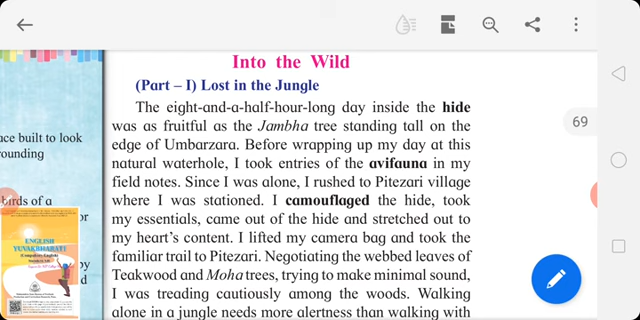 Into the Wild
(Part – I) Lost in the Jungle
The eight-and-a-half-hour-long day inside the hide
was as fruitful as the Jambha tree standing tall on the
edge of Umbarzara. Before wrapping up my day at this
natural waterhole, I took entries of the avifauna in my
field notes. Since I was alone, I rushed to Pitezari village
where I was stationed. I camouflaged the hide, took
my essentials, came out of the hide and stretched out to
my heart's content. I lifted my camera bag and took the
familiar trail to Pitezari. Negotiating the webbed leaves of
Teakwood and Moha trees, trying to make minimal sound,
I was treading cautiously among the woods. Walking
alone in a jungle needs more alertness than walking with
ace built to look
rounding
birds of a
or
by
d
69
ENGLISH
YUVAKBHARATI